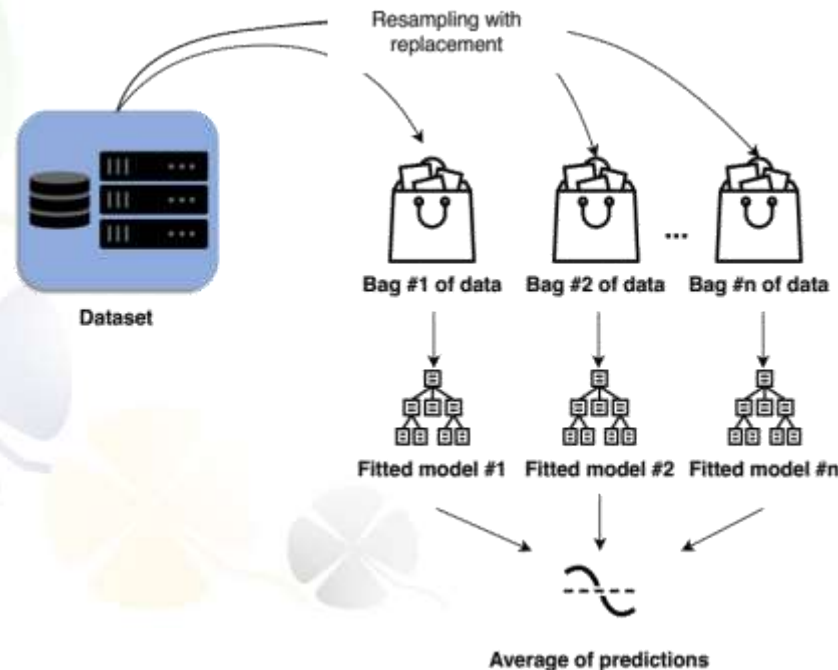 Resampling with
replacement
Dataset
Bag #1 of data
Bag #2 of data
...
Bag #n of data
Fitted model #1
Fitted model #2
Fitted model #n
Average of predictions